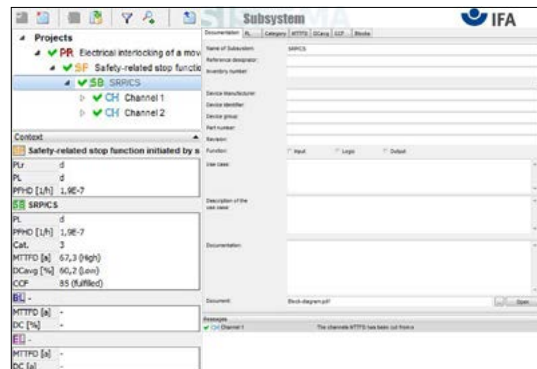 Subsystem
IFA
Projects
PR Electrical interlocking of a mov
SF Safety-related stop functio
SB SRP/CS
CH Channel 1
CH Channel 2
Context
Safety-related stop function initiated by s
PLr d
PL d
PFHD [1/h] 1,9E-7
SB SRP/CS
PL d
PFHD [1/h] 1,9E-7
Cat. 3
MTTFD [a] 67,3 (High)
DCavg [%] 60,2 (Low)
CCF 85 (fulfilled)
BL -
MTTFD [a] -
DC [%] -
EL -
MTTFD [a] -
DC [a] -
Documentation PL Category MTTFD DCavg CCF Blocks
Name of Subsystem: SRP/CS
Reference designator:
Inventory number:
Device Manufacturer:
Device Identifier:
Device group:
Part number:
Revision:
Function: Input Logic Output
Use case:
Description of the
use case:
Documentation:
Document: Block-diagram.pdf Open
Messages
CH Channel 1 The channels MTTFD has been cut from